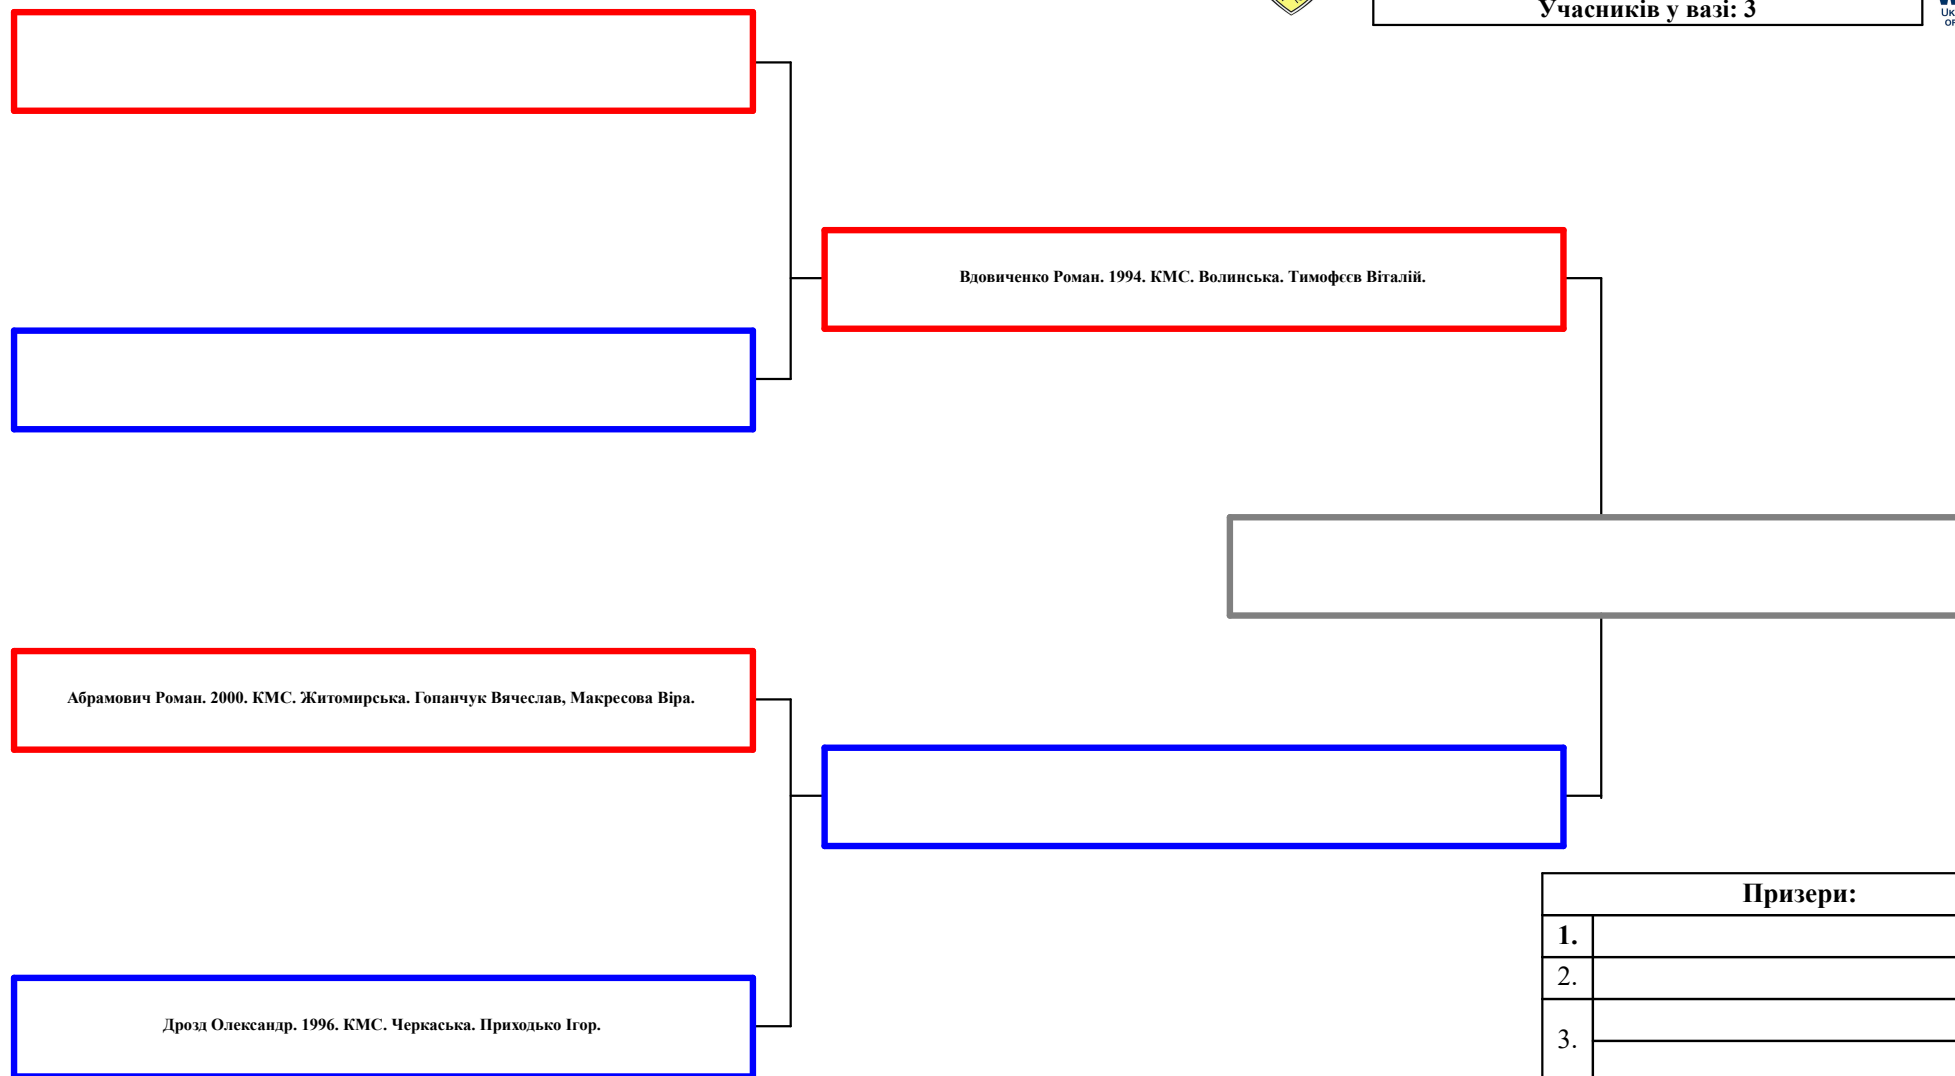 Учасників у вазі: 3
Вдовиченко Роман. 1994. КМС. Волинська. Тимофєєв Віталій.
Абрамович Роман. 2000. КМС. Житомирська. Гопанчук Вячеслав, Макресова Віра.
Дрозд Олександр. 1996. КМС. Черкаська. Приходько Ігор.
Призери:
1.
2.
3.